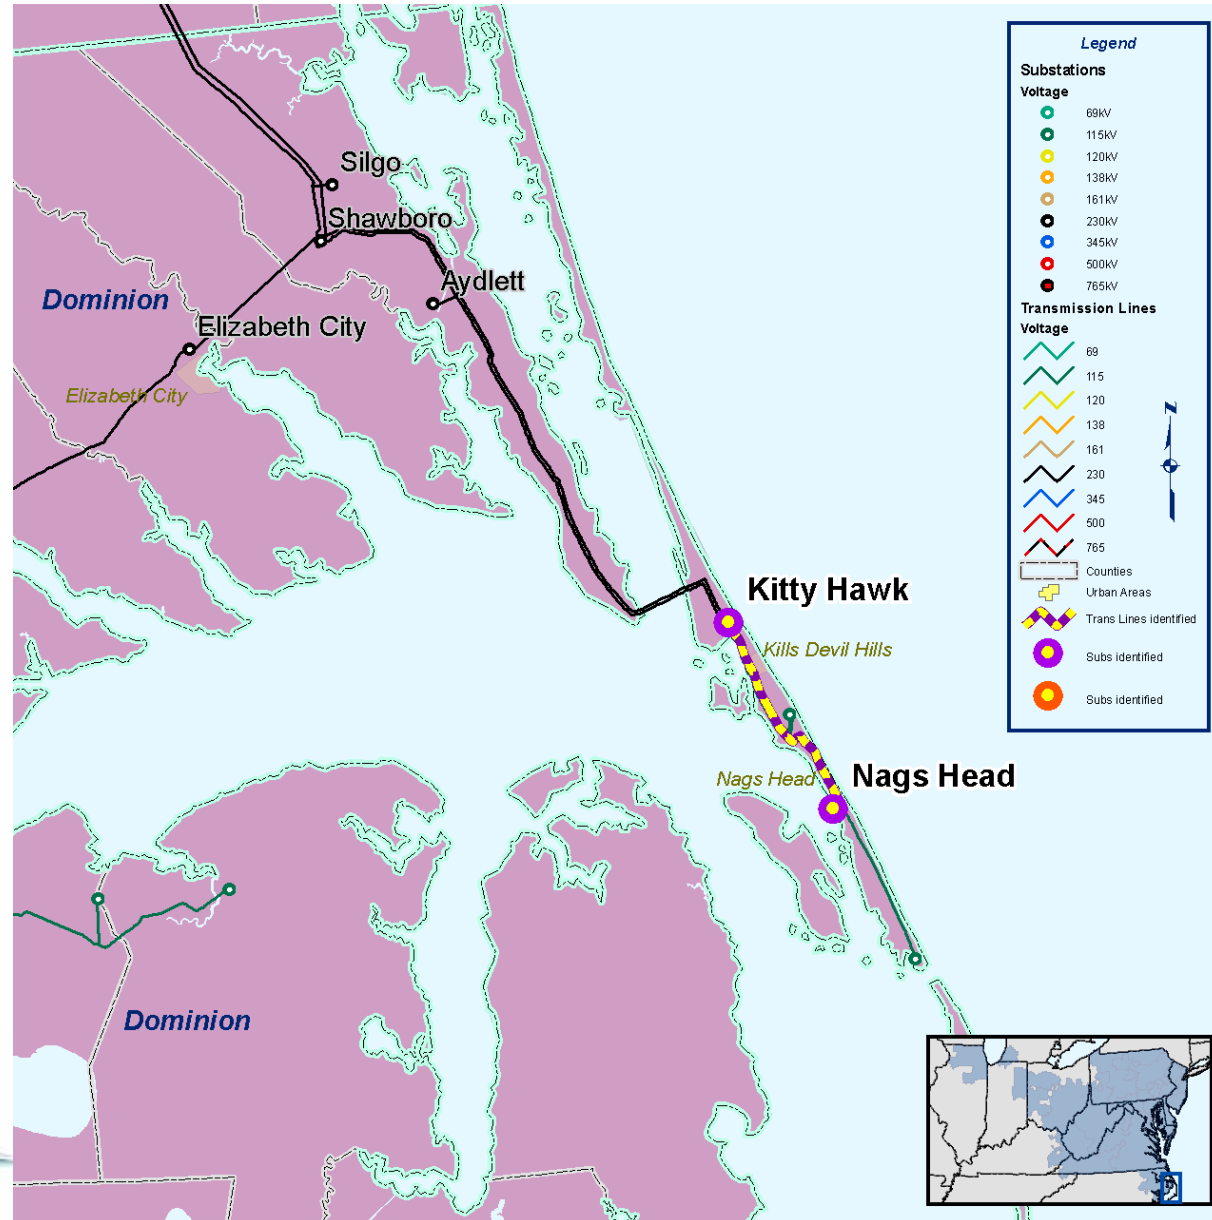 Silgo
Shawboro
Aydlett
Dominion
Elizabeth City
Elizabeth City
Kitty Hawk
Kills Devil Hills
Nags Head
Nags Head
Dominion
Legend
Substations
Voltage
69kV
115kV
120kV
138kV
161kV
230kV
345kV
500kV
765kV
Transmission Lines
Voltage
69
115
120
138
161
230
345
500
765
Counties
Urban Areas
Trans Lines identified
Subs identified
Subs identified
N